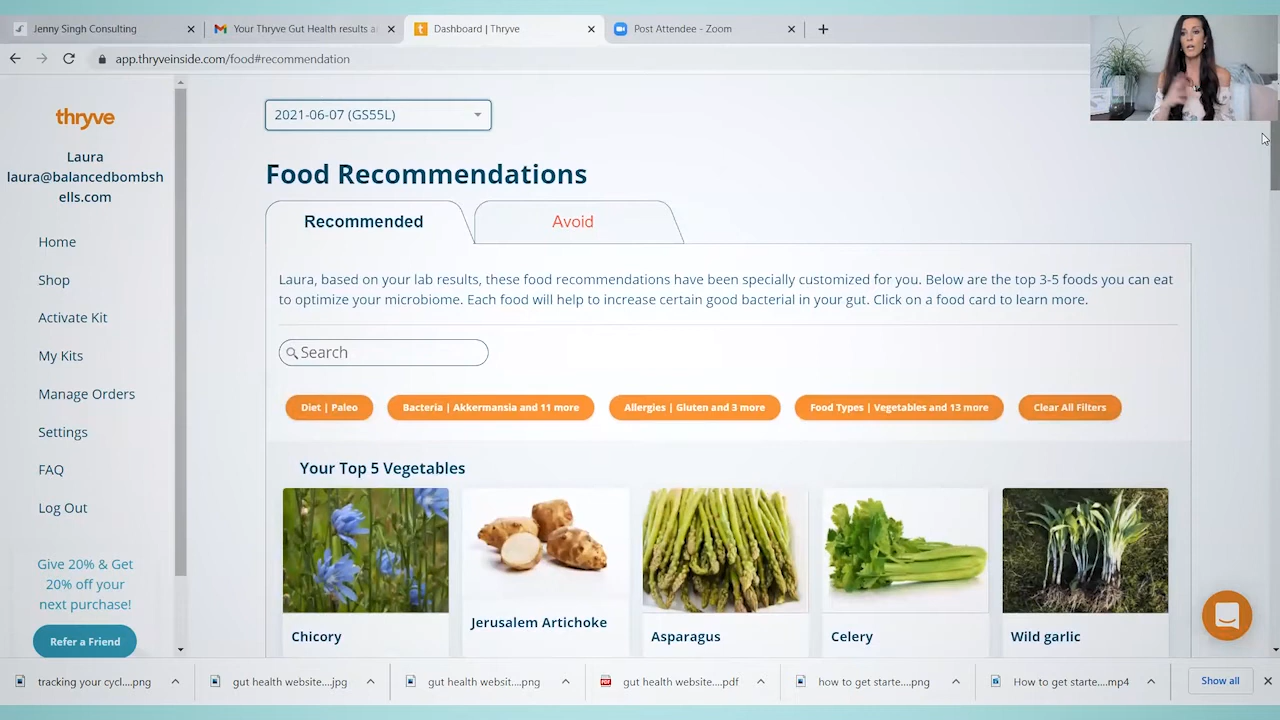 Jenny Singh Consulting
Your Thryve Gut Health results a
Dashboard | Thryve
Post Attendee - Zoom
app.thryveinside.com/food#recommendation
thryve
Laura
laura@balancedbombsh
ells.com
Home
Shop
Activate Kit
My Kits
Manage Orders
Settings
FAQ
Log Out
Give 20% & Get
20% off your
next purchase!
Refer a Friend
2021-06-07 (GS55L)
Food Recommendations
Recommended
Avoid
Laura, based on your lab results, these food recommendations have been specially customized for you. Below are the top 3-5 foods you can eat
to optimize your microbiome. Each food will help to increase certain good bacterial in your gut. Click on a food card to learn more.
Search
Diet | Paleo
Bacteria | Akkermansia and 11 more
Allergies | Gluten and 3 more
Food Types | Vegetables and 13 more
Clear All Filters
Your Top 5 Vegetables
Chicory
Jerusalem Artichoke
Asparagus
Celery
Wild garlic
tracking your cycl....png
gut health website....jpg
gut health websit....png
gut health website....pdf
how to get starte....png
How to get starte....mp4
Show all